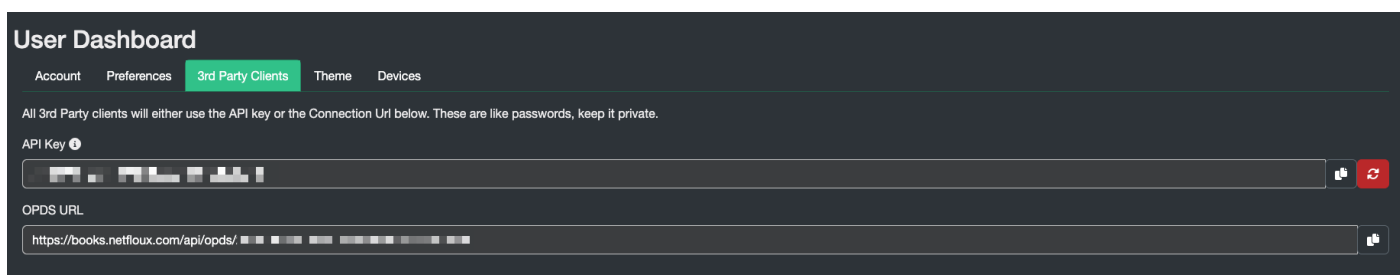 User Dashboard
Account Preferences 3rd Party Clients Theme Devices
All 3rd Party clients will either use the API key or the Connection Url below. These are like passwords, keep it private.
API Key
OPDS URL
https://books.netfloux.com/api/opds/